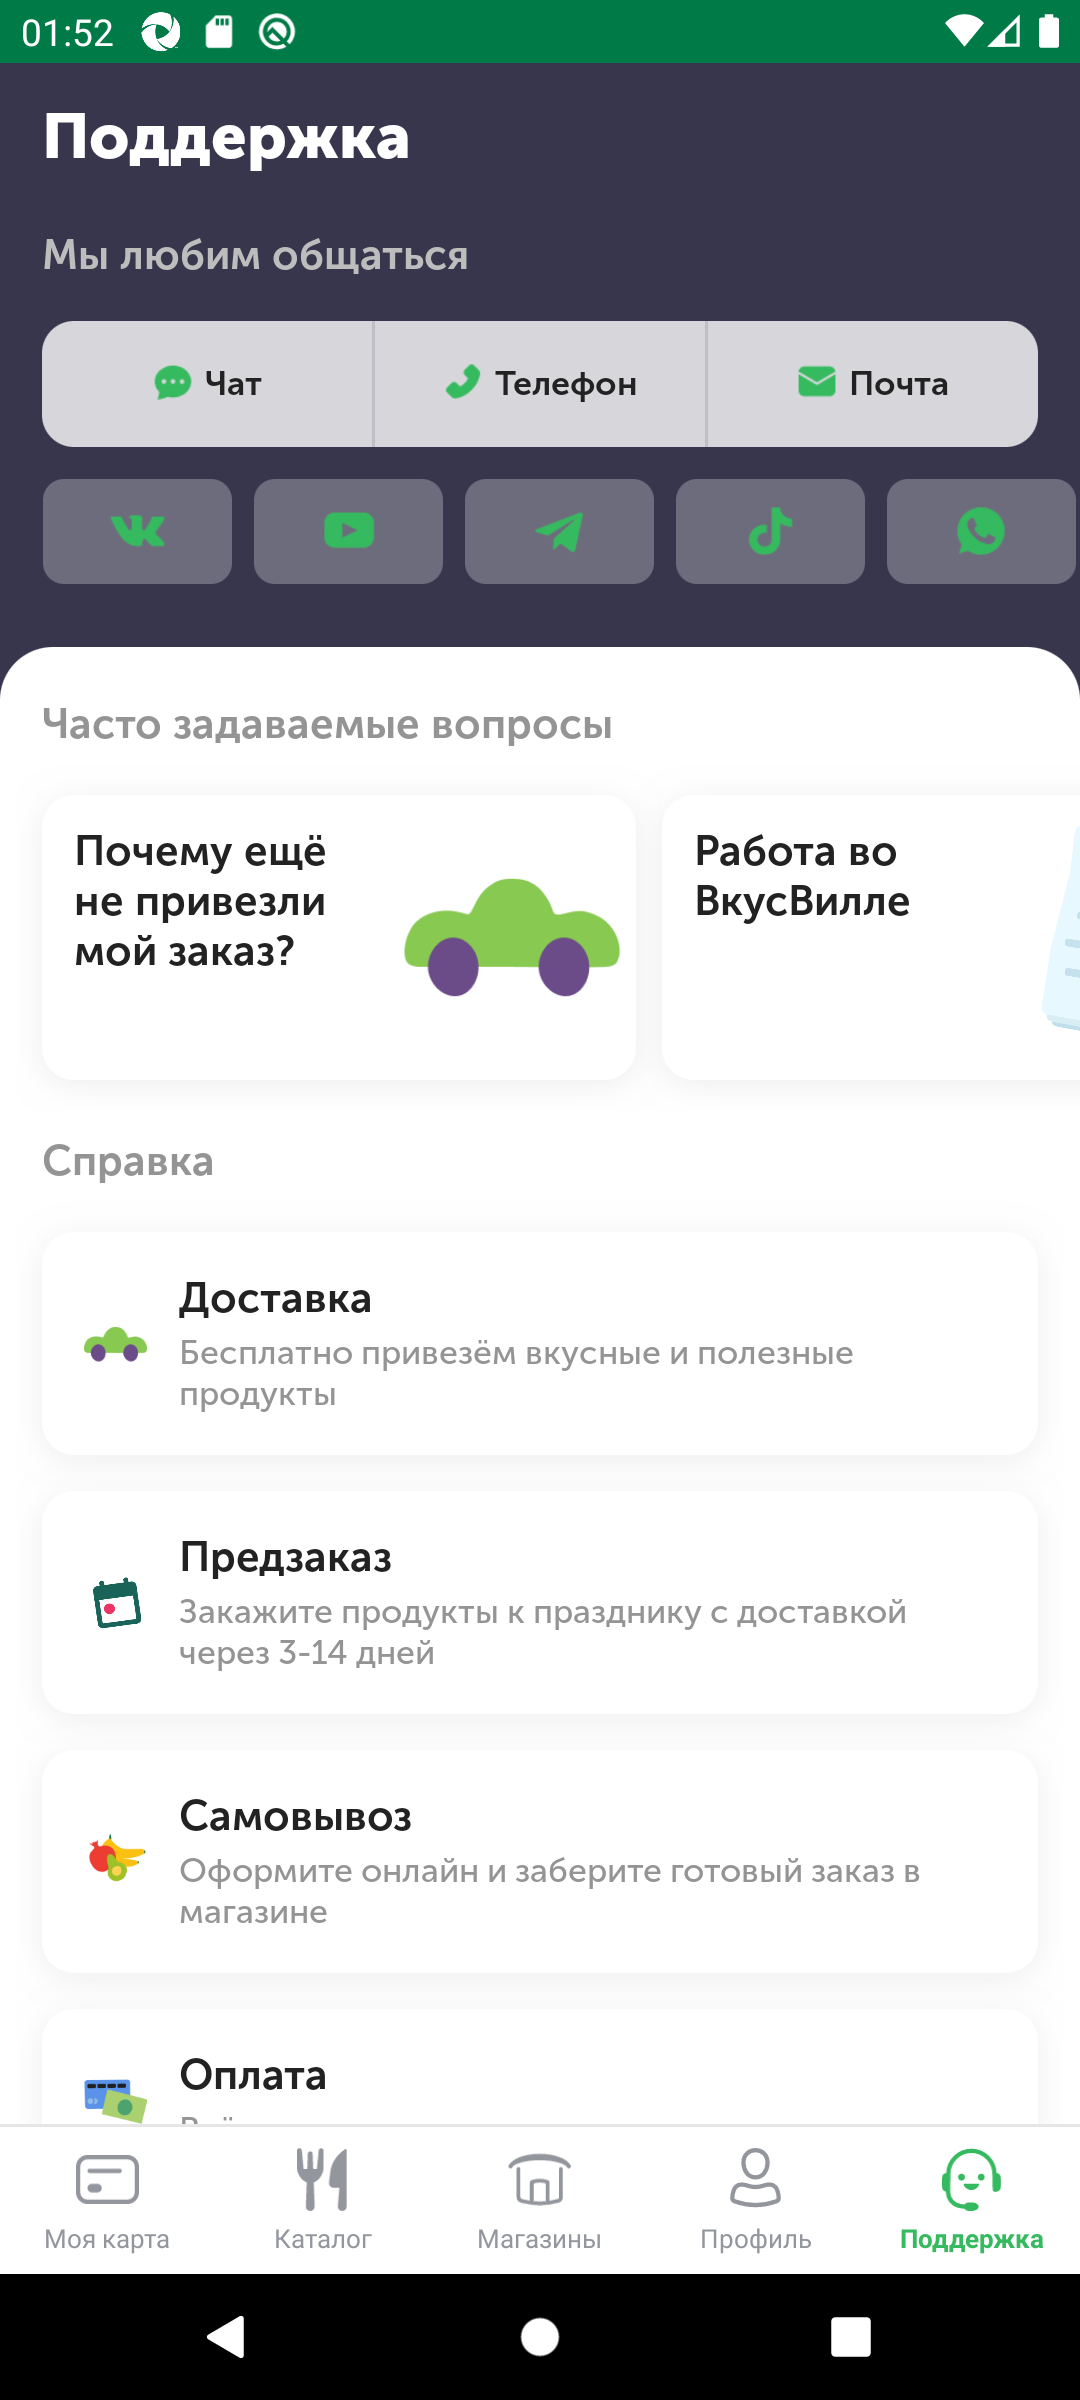 01:52
Поддержка
Мы любим общаться
Чат
Телефон
Почта
Часто задаваемые вопросы
Почему ещё
не привезли
мой заказ?
Работа во
ВкусВилле
Справка
Доставка
Бесплатно привезём вкусные и полезные
продукты
Предзаказ
Закажите продукты к празднику с доставкой
через 3-14 дней
Самовывоз
Оформите онлайн и заберите готовый заказ в
магазине
Оплата
Моя карта
Каталог
Магазины
Профиль
Поддержка